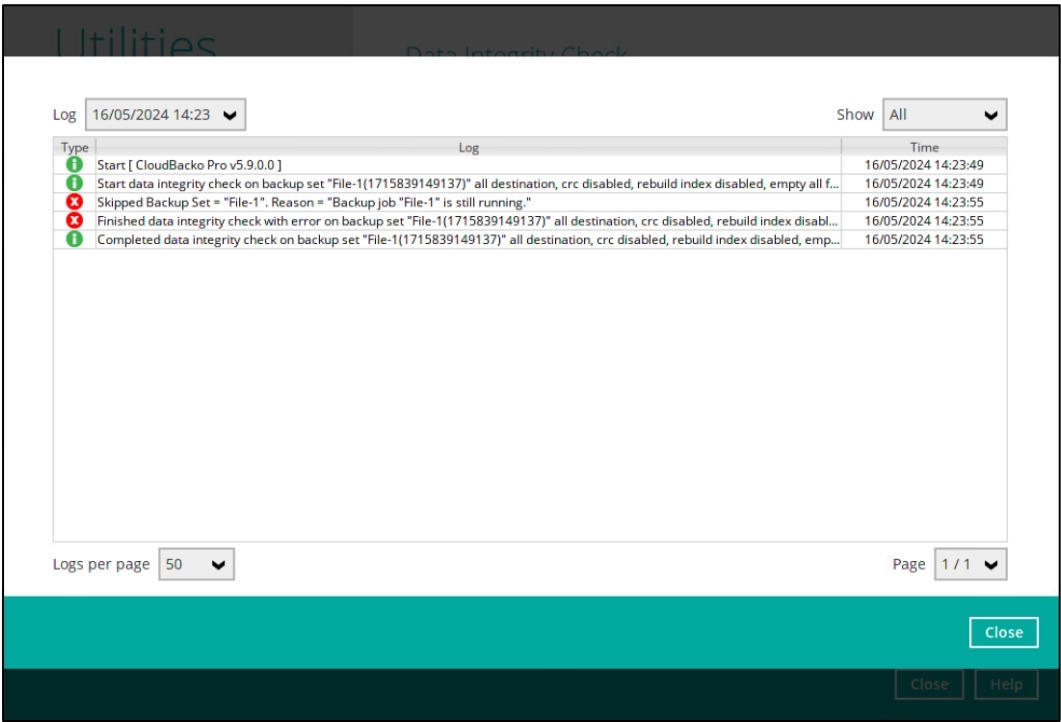 Utilities
Data Integrity Check
Log 16/05/2024 14:23 Show All
Type Log Time
Start [ CloudBacko Pro v5.9.0.0 ] 16/05/2024 14:23:49
Start data integrity check on backup set "File-1(1715839149137)" all destination, crc disabled, rebuild index disabled, empty all f... 16/05/2024 14:23:49
Skipped Backup Set = "File-1". Reason = "Backup job "File-1" is still running." 16/05/2024 14:23:55
Finished data integrity check with error on backup set "File-1(1715839149137)" all destination, crc disabled, rebuild index disabl... 16/05/2024 14:23:55
Completed data integrity check on backup set "File-1(1715839149137)" all destination, crc disabled, rebuild index disabled, emp... 16/05/2024 14:23:55
Logs per page 50 Page 1 / 1
Close
Close Help